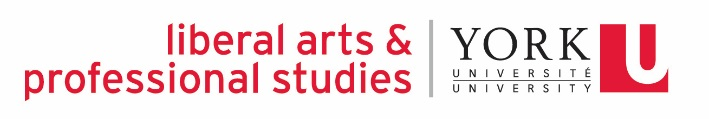 liberal arts &
professional studies
YORK
UNIVERSITÉ
UNIVERSITY
U